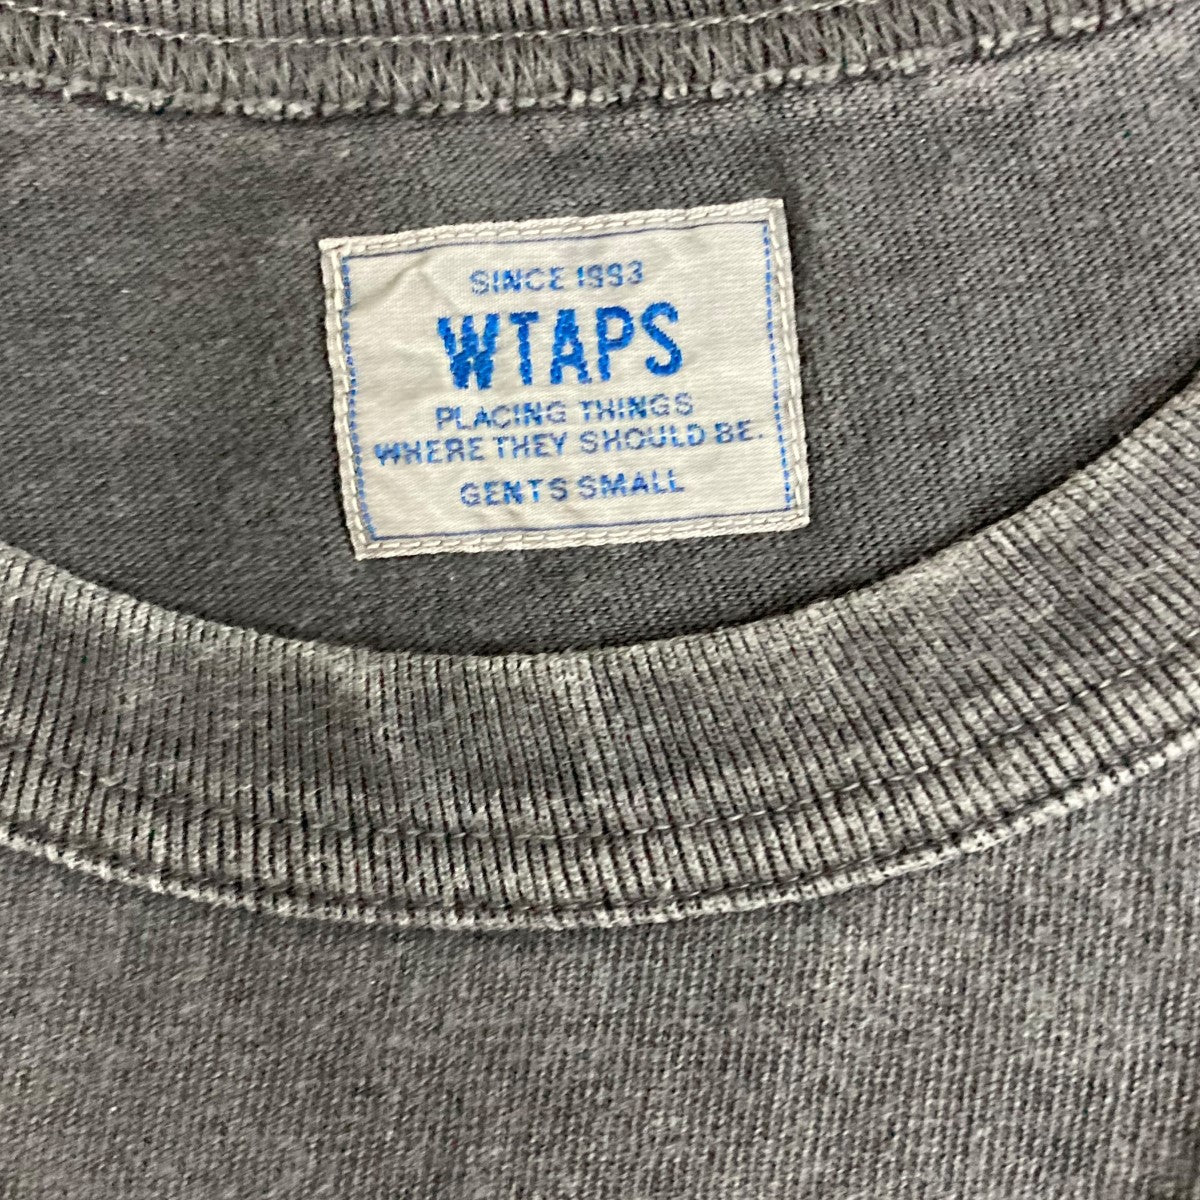 SINCE 1993
WTAPS
PLACING THINGS
WHERE THEY SHOULD BE.
GENTS SMALL